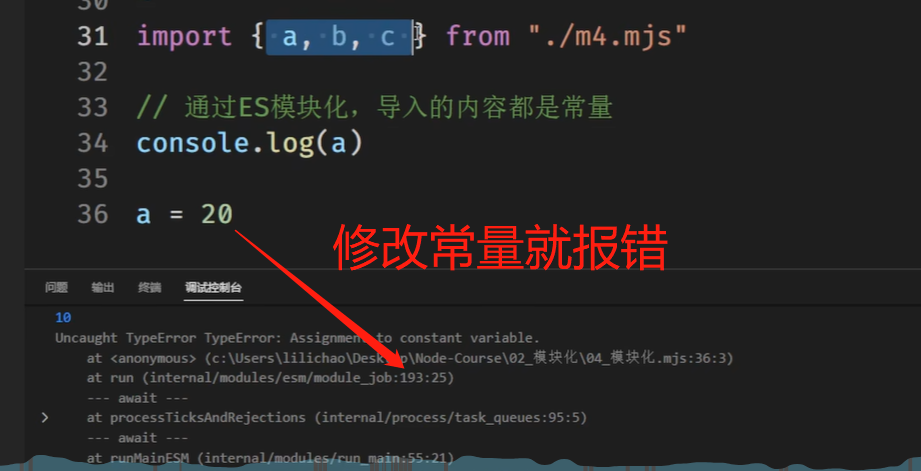 30
31 import { a, b, c } from "./m4.mjs"
32
33 // 通过ES模块化，导入的内容都是常量
34 console.log(a)
35
36 a = 20
修改常量就报错
问题 输出 终端 调试控制台
10
Uncaught TypeError TypeError: Assignment to constant variable.
at <anonymous> (c:\Users\lilichao\Desktop\Node-Course\02_模块化\04_模块化.mjs:36:3)
at run (internal/modules/esm/module_job:193:25)
--- await ---
at processTicksAndRejections (internal/process/task_queues:95:5)
--- await ---
at runMainESM (internal/modules/run_main:55:21)